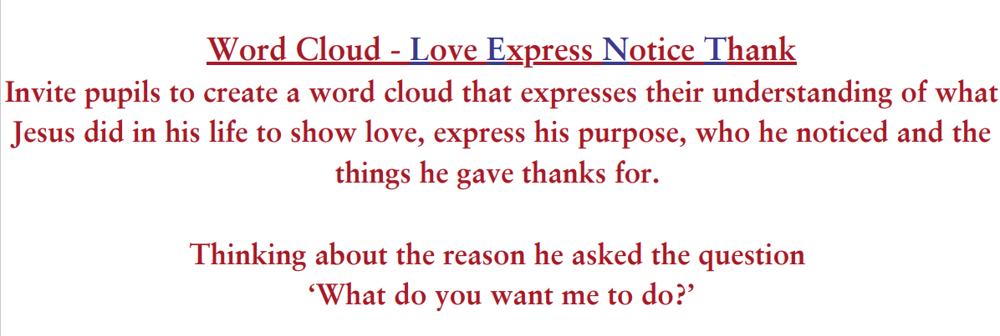 Word Cloud - Love Express Notice Thank
Invite pupils to create a word cloud that expresses their understanding of what
Jesus did in his life to show love, express his purpose, who he noticed and the
things he gave thanks for.
Thinking about the reason he asked the question
‘What do you want me to do?’